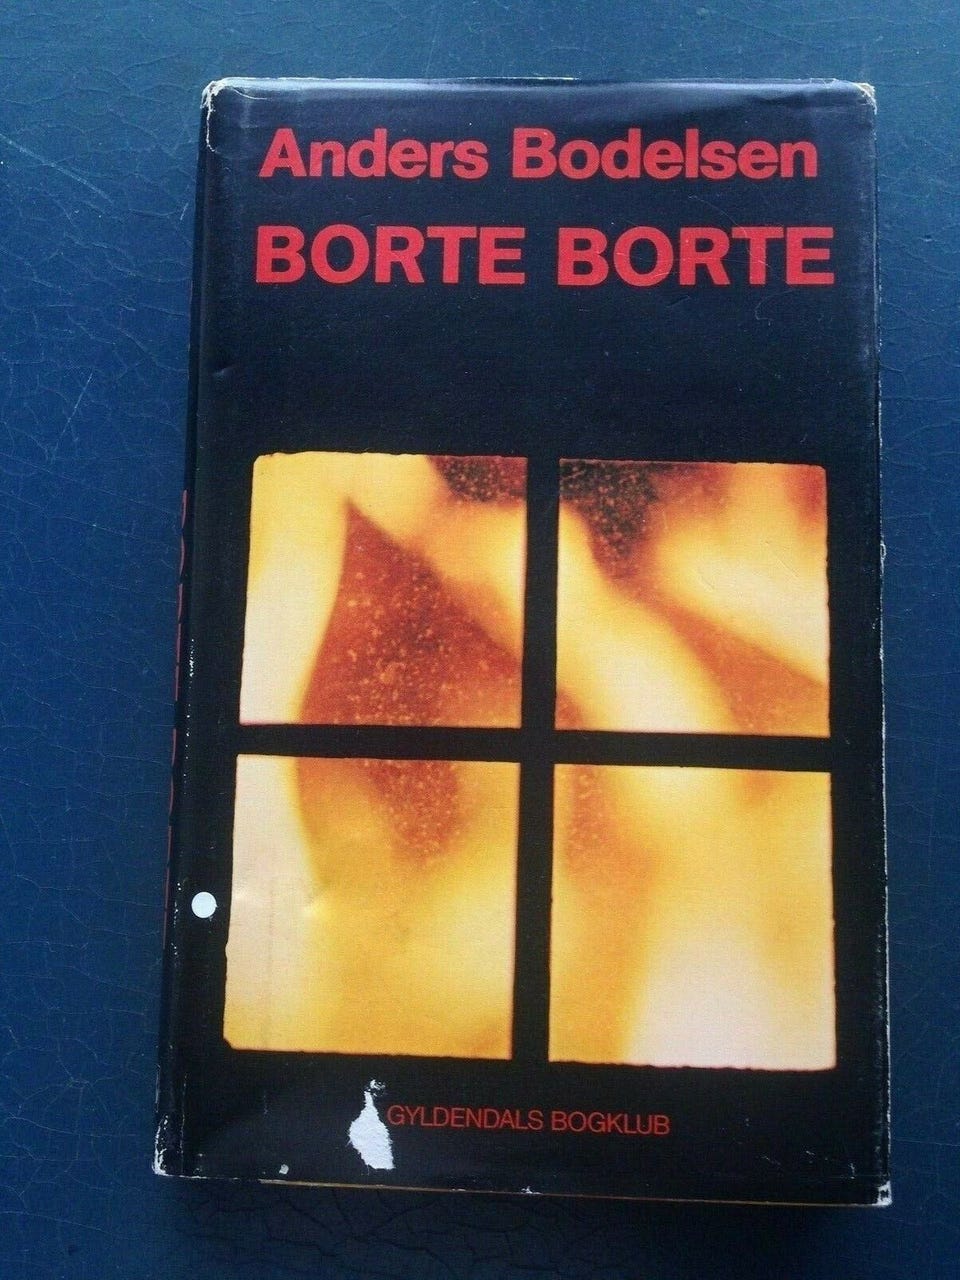 Anders Bodelsen
BORTE BORTE
GYLDENDALS BOGKLUB